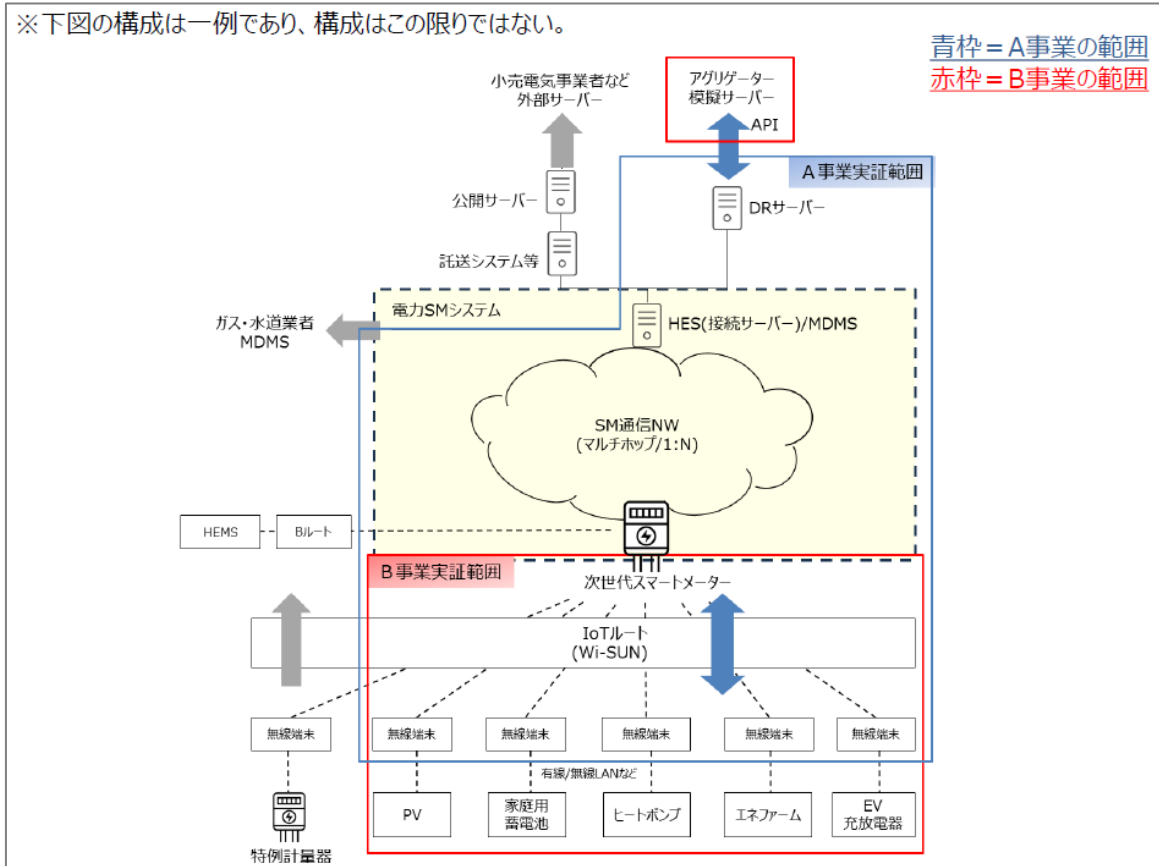 ※下図の構成は一例であり、構成はこの限りではない。
青枠=A事業の範囲
赤枠=B事業の範囲
小売電気事業者など
外部サーバー
アグリゲーター
模擬サーバー
API
A事業実証範囲
公開サーバー
DRサーバー
託送システム等
電力SMシステム
ガス・水道業者
MDMS
HES(接続サーバー)/MDMS
SM通信NW
(マルチホップ/1:N)
HEMS
Bルート
B事業実証範囲
次世代スマートメーター
IoTルート
(Wi-SUN)
無線端末
無線端末
無線端末
無線端末
無線端末
無線端末
有線/無線LANなど
PV
家庭用
蓄電池
ヒートポンプ
エネファーム
EV
充放電器
特例計量器